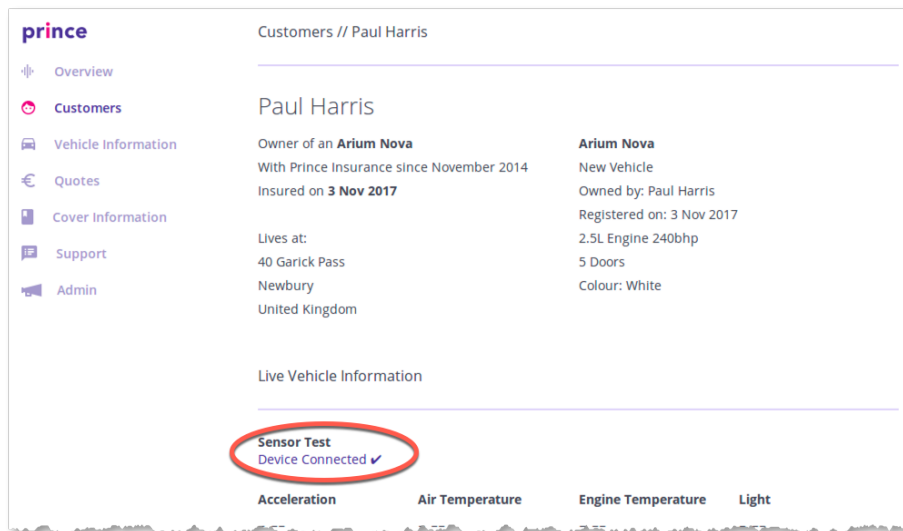 prince
Overview
Customers
Vehicle Information
Quotes
Cover Information
Support
Admin
Customers // Paul Harris
Paul Harris
Owner of an Arium Nova
With Prince Insurance since November 2014
Insured on 3 Nov 2017
Lives at:
40 Garick Pass
Newbury
United Kingdom
Arium Nova
New Vehicle
Owned by: Paul Harris
Registered on: 3 Nov 2017
2.5L Engine 240bhp
5 Doors
Colour: White
Live Vehicle Information
Sensor Test
Device Connected ✔
Acceleration Air Temperature Engine Temperature Light